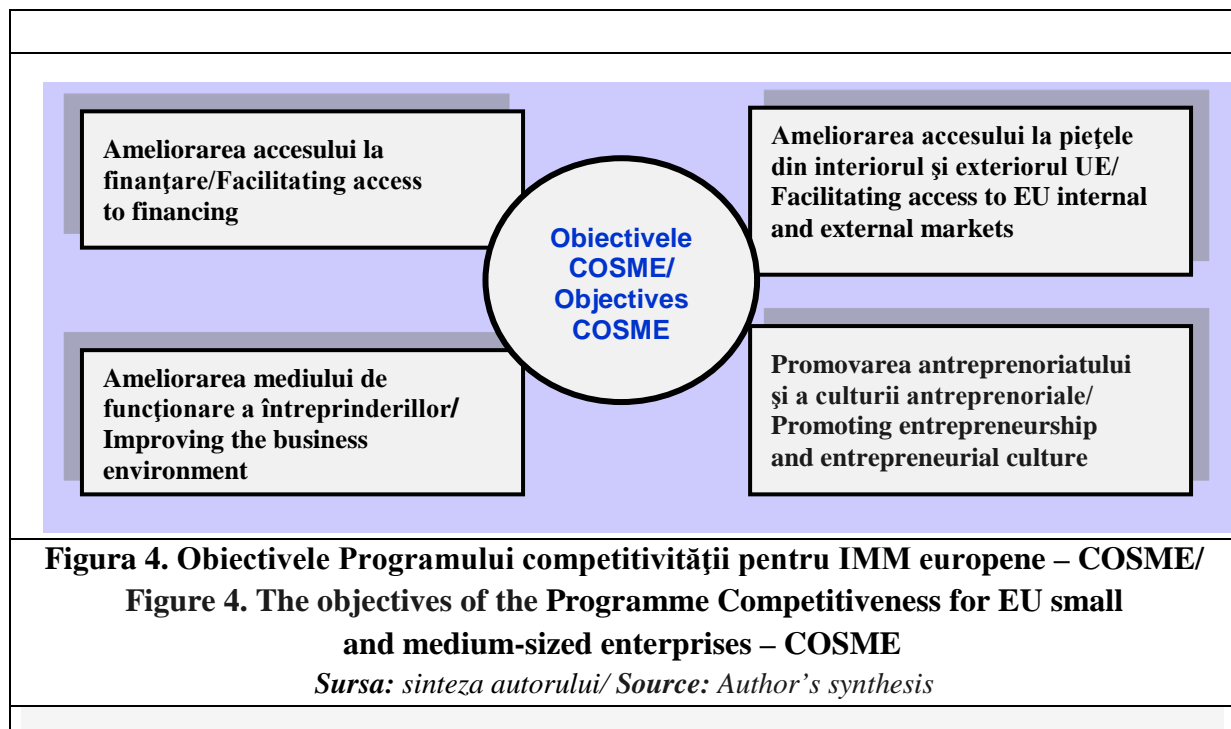 Ameliorarea accesului la
finanţare/Facilitating access
to financing
Ameliorarea accesului la pieţele
din interiorul şi exteriorul UE/
Facilitating access to EU internal
and external markets
Obiectivele
COSME/
Objectives
COSME
Ameliorarea mediului de
funcţionare a întreprinderillor/
Improving the business
environment
Promovarea antreprenoriatului
şi a culturii antreprenoriale/
Promoting entrepreneurship
and entrepreneurial culture
Figura 4. Obiectivele Programului competitivităţii pentru IMM europene – COSME/
Figure 4. The objectives of the Programme Competitiveness for EU small
and medium-sized enterprises – COSME
Sursa: sinteza autorului/ Source: Author’s synthesis